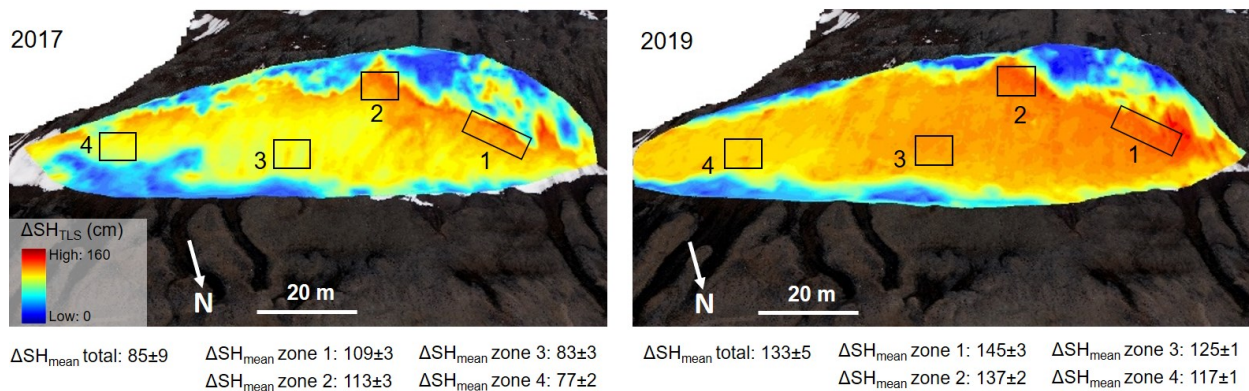 2017
4
3
2
1
ΔSH_TLS (cm)
High: 160
Low: 0
N
20 m
ΔSH_mean total: 85±9
ΔSH_mean zone 1: 109±3
ΔSH_mean zone 2: 113±3
ΔSH_mean zone 3: 83±3
ΔSH_mean zone 4: 77±2
2019
4
3
2
1
N
20 m
ΔSH_mean total: 133±5
ΔSH_mean zone 1: 145±3
ΔSH_mean zone 2: 137±2
ΔSH_mean zone 3: 125±1
ΔSH_mean zone 4: 117±1